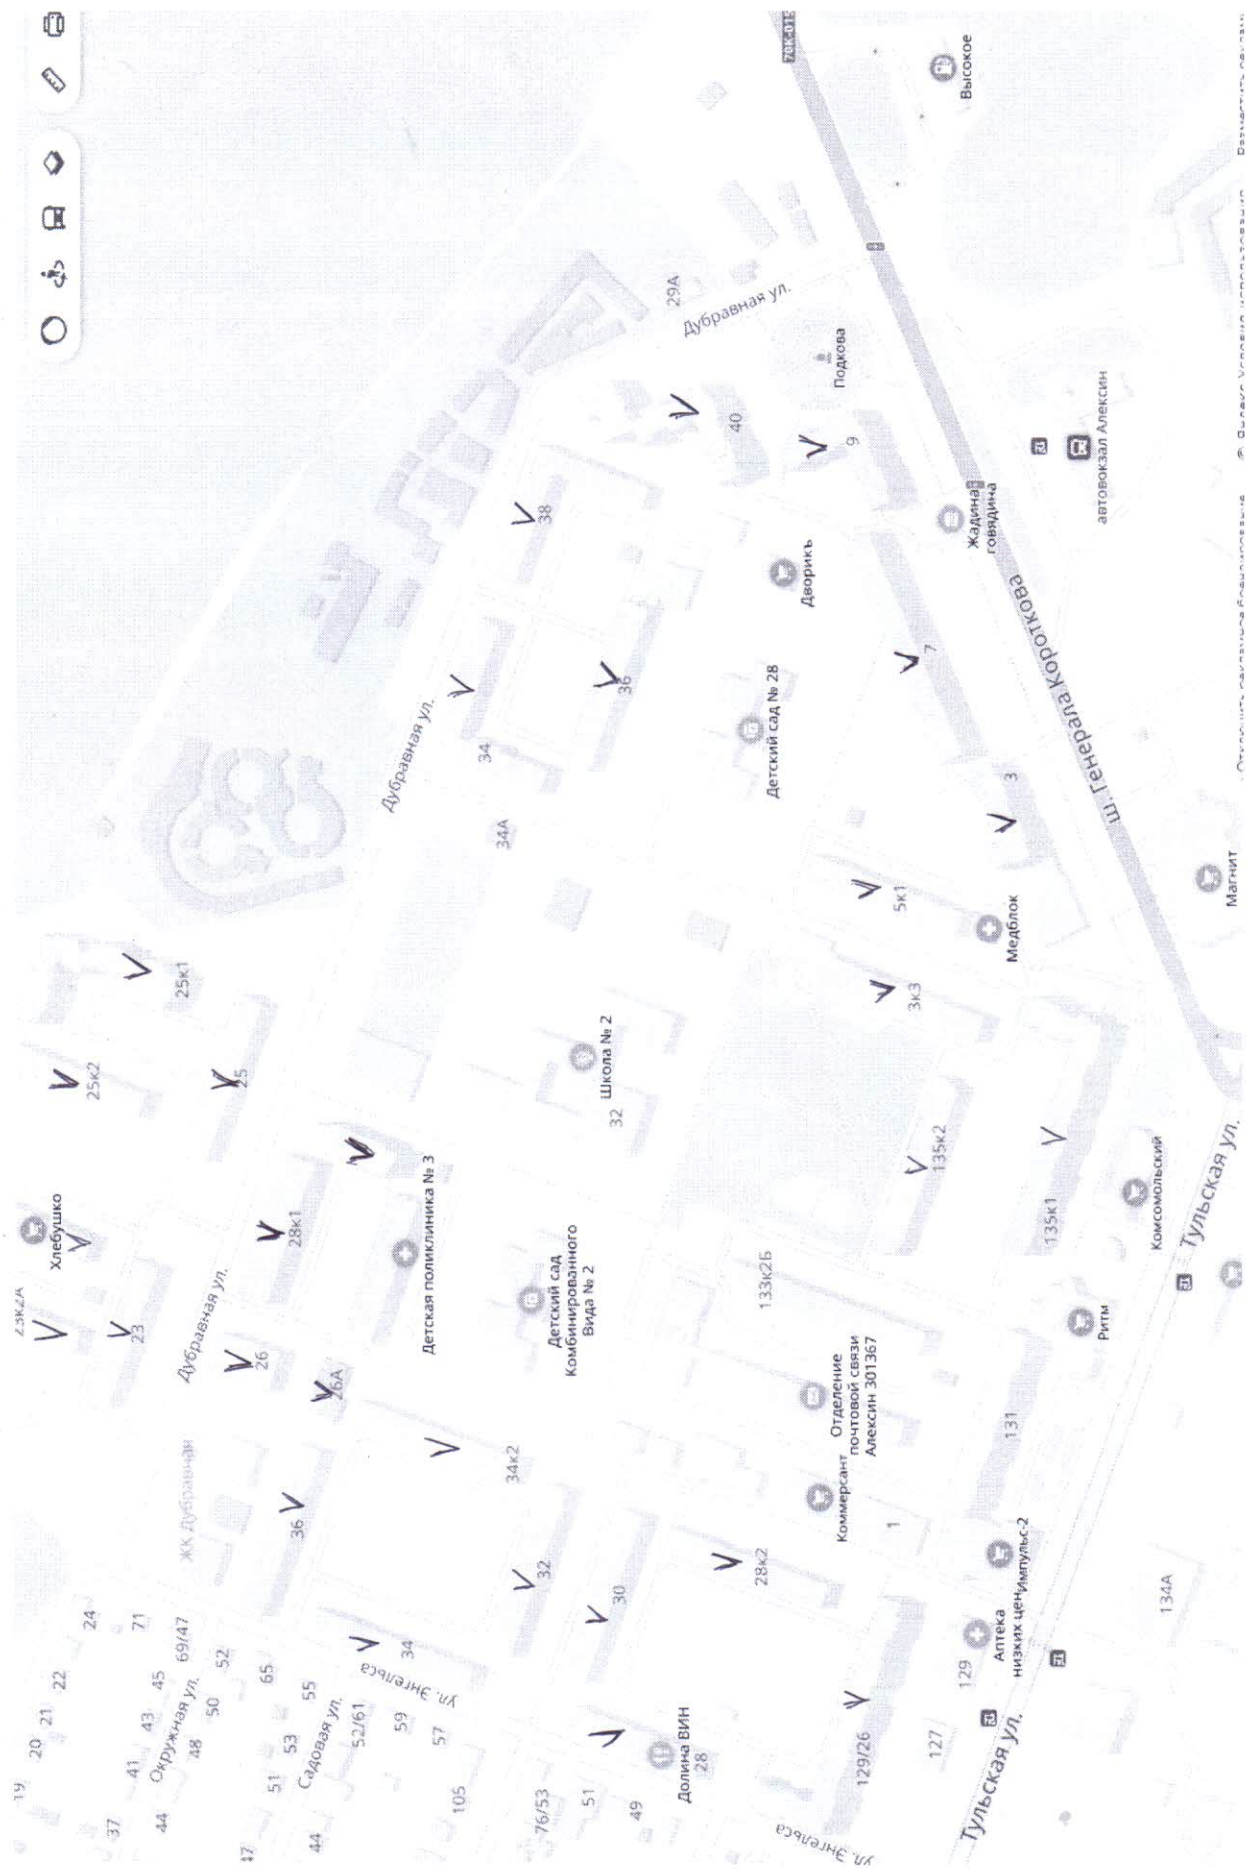 19
20
21
22
24
37
41
43
45
71
69/47
Окружная ул.
44
48
50
52
47
51
53
55
65
Садовая ул.
44
52/61
59
57
105
34
ул. Энгельса
76/53
51
49
Долина ВИН
28
ул. Энгельса
129/26
127
129
Тульская ул.
ЖК Дубравная
36
26А
26
Дубравная ул.
23
Хлебушко
28к1
34к2
32
30
28к2
1
Коммерсант
Отделение
почтовой связи
Алексин 301367
Аптека
низких цен
Импульс-2
134А
131
Ритм
133к2Б
Детский сад
Комбинированного
Вида № 2
Детская поликлиника № 3
25к2
25к1
25
Школа № 2
32
135к2
135к1
Комсомольский
Тульская ул.
3к3
5к1
Медблок
3
Магнит
34А
34
Дубравная ул.
36
38
Детский сад № 28
Дворикъ
7
9
40
Жадина
говядина
ш. Генерала Короткова
автовокзал Алексин
Подкова
Дубравная ул.
29А
Высокое
© Яндекс Условия использования